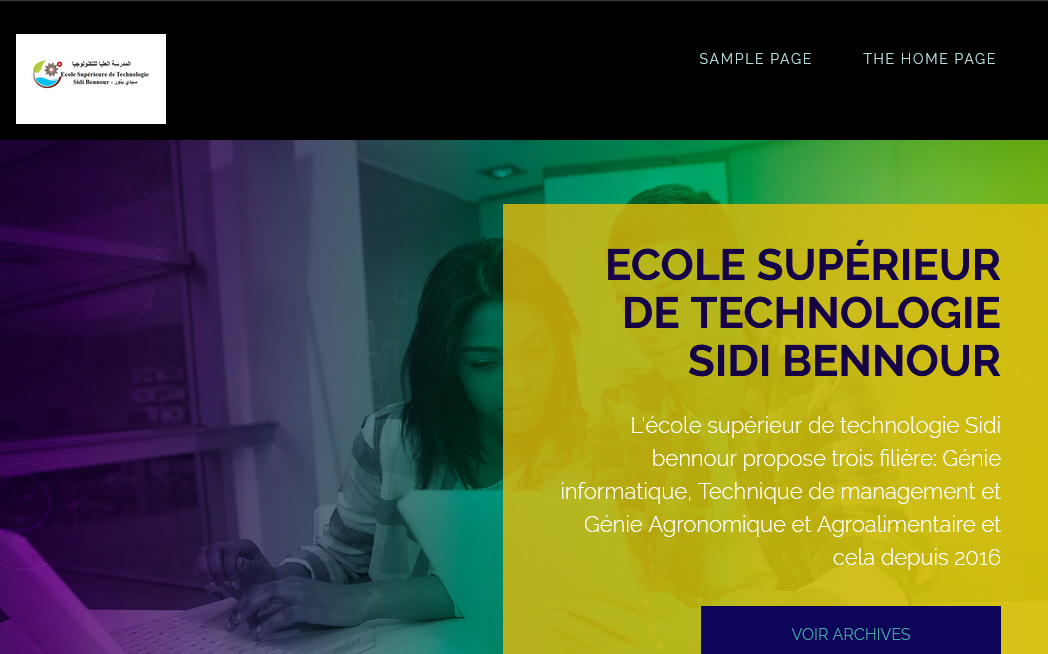 المدرسة العليا للتكنولوجيا
Ecole Supérieure de Technologie
Sidi Bennour - سيدي بنور
SAMPLE PAGE
THE HOME PAGE
ECOLE SUPÉRIEUR
DE TECHNOLOGIE
SIDI BENNOUR
L'école supérieur de technologie Sidi
bennour propose trois filière: Génie
informatique, Technique de management et
Génie Agronomique et Agroalimentaire et
cela depuis 2016
VOIR ARCHIVES